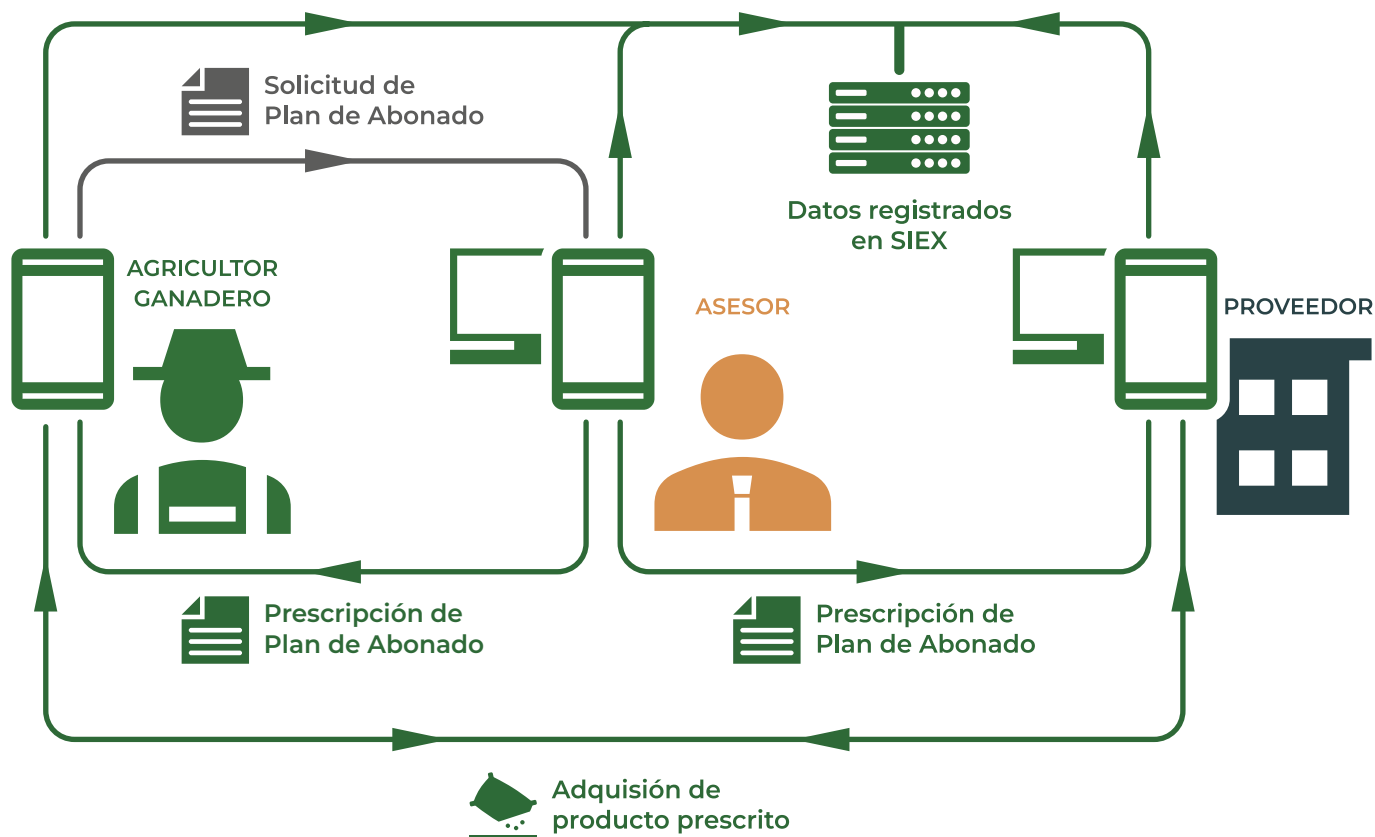 Solicitud de
Plan de Abonado
Datos registrados
en SIEX
AGRICULTOR
GANADERO
ASESOR
PROVEEDOR
Prescripción de
Plan de Abonado
Prescripción de
Plan de Abonado
Adquisión de
producto prescrito